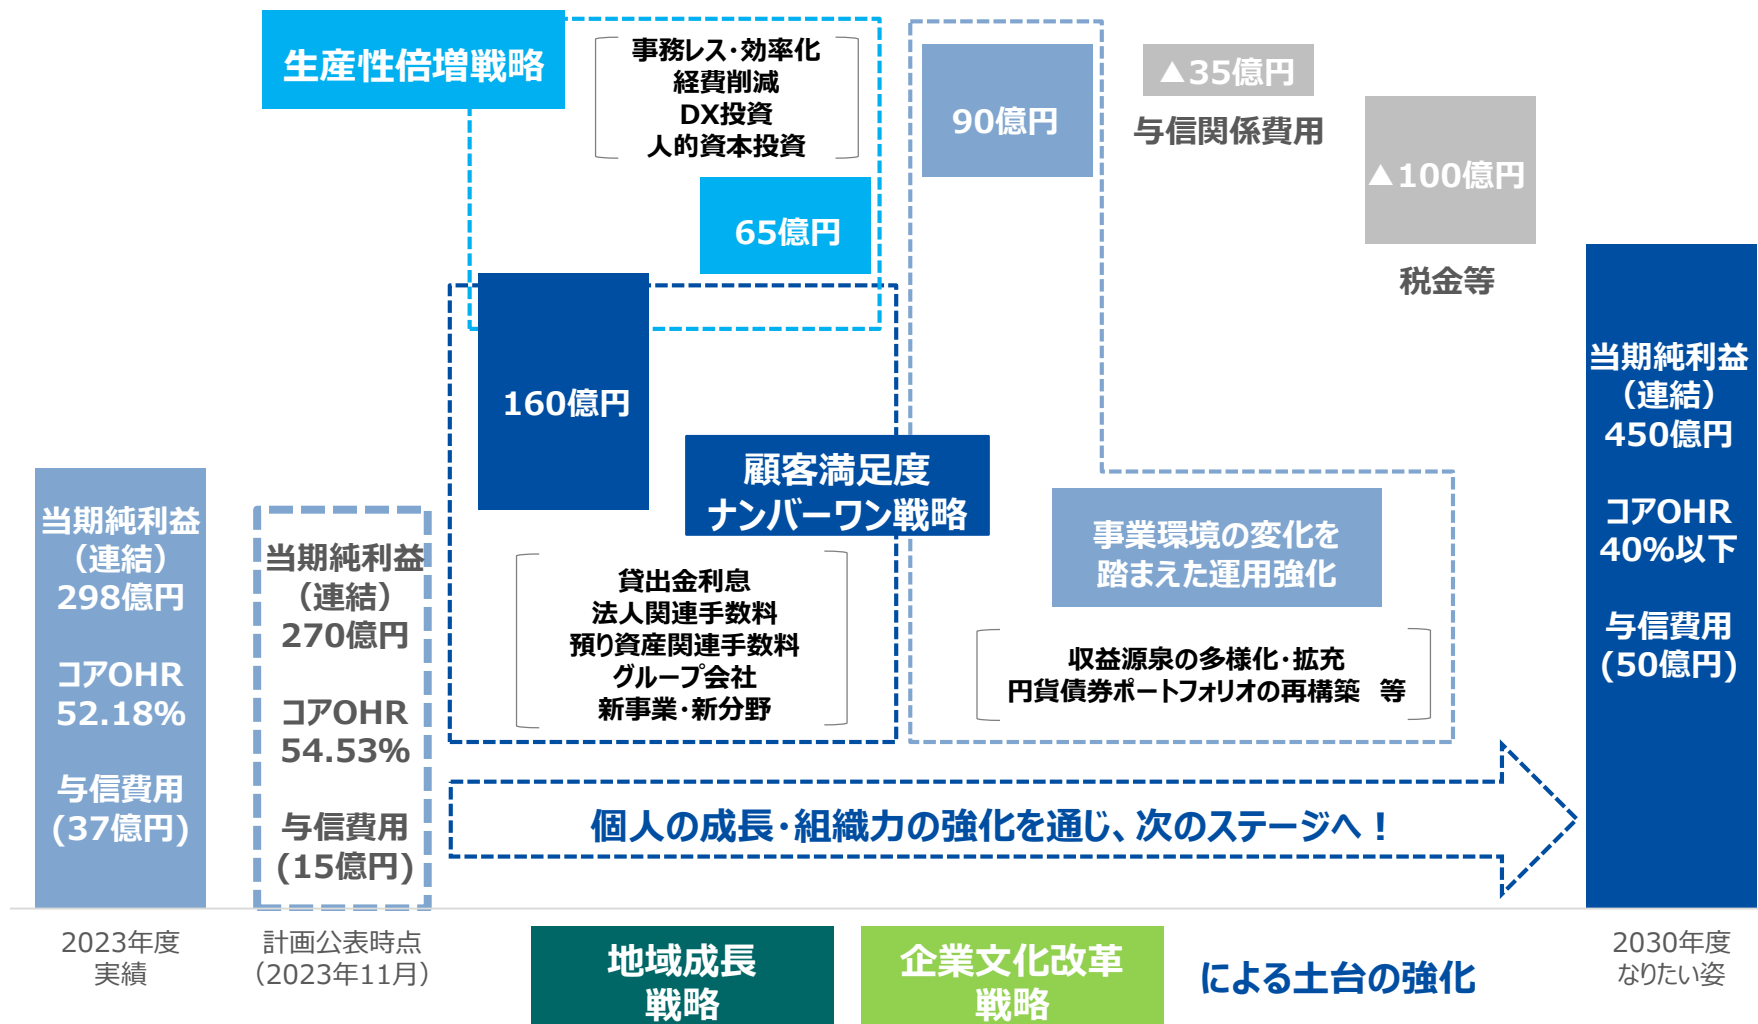 生産性倍増戦略
事務レス・効率化
経費削減
DX投資
人的資本投資
65億円
160億円
顧客満足度
ナンバーワン戦略
貸出金利息
法人関連手数料
預り資産関連手数料
グループ会社
新事業・新分野
90億円
事業環境の変化を
踏まえた運用強化
収益源泉の多様化・拡充
円貨債券ポートフォリオの再構築 等
▲35億円
与信関係費用
▲100億円
税金等
当期純利益
（連結）
298億円
コアOHR
52.18%
与信費用
(37億円)
当期純利益
（連結）
270億円
コアOHR
54.53%
与信費用
(15億円)
当期純利益
（連結）
450億円
コアOHR
40%以下
与信費用
(50億円)
個人の成長・組織力の強化を通じ、次のステージへ！
2023年度
実績
計画公表時点
（2023年11月）
2030年度
なりたい姿
地域成長
戦略
企業文化改革
戦略
による土台の強化